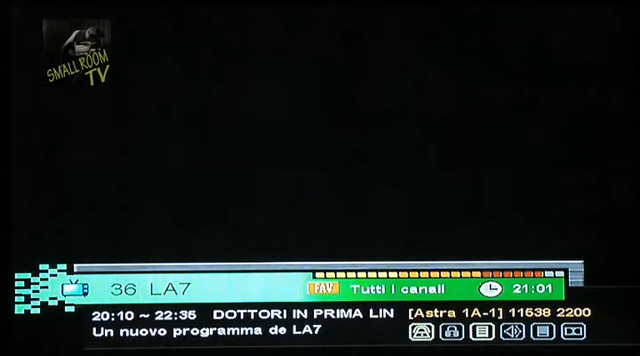 SMALL ROOM
TV
36 LA7
FAV Tutti i canali 21:01
20:10 ~ 22:35 DOTTORI IN PRIMA LIN [Astra 1A-1] 11638 2200
Un nuovo programma de LA7